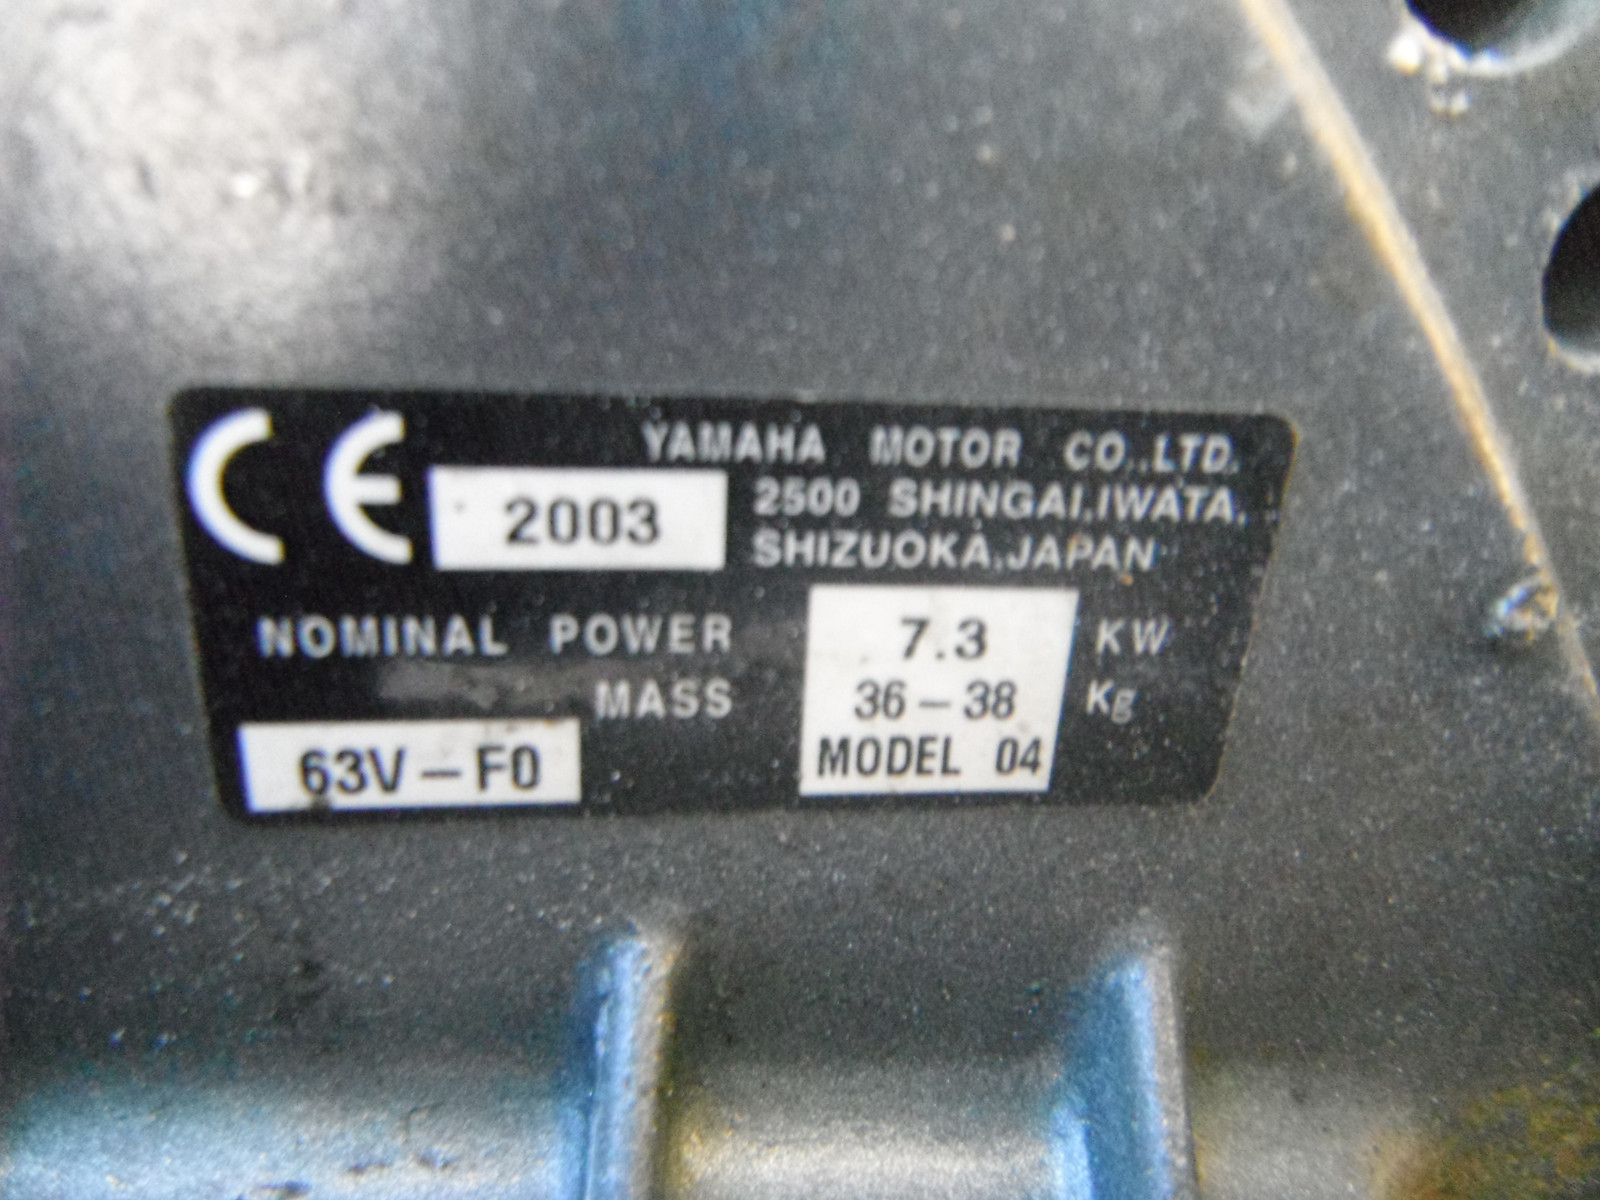 CE 2003 YAMAHA MOTOR CO.,LTD.
2500 SHINGAI,IWATA,
SHIZUOKA,JAPAN
NOMINAL POWER 7.3 KW
MASS 36-38 Kg
63V-F0 MODEL 04